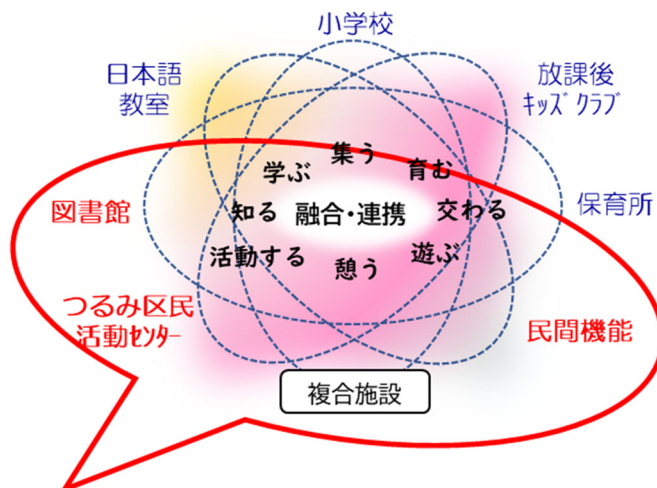 小学校
日本語
教室
放課後
ｷｯｽﾞｸﾗﾌﾞ
集う
学ぶ
育む
図書館
知る
融合・連携
交わる
保育所
活動する
憩う
遊ぶ
つるみ区民
活動ｾﾝﾀｰ
民間機能
複合施設